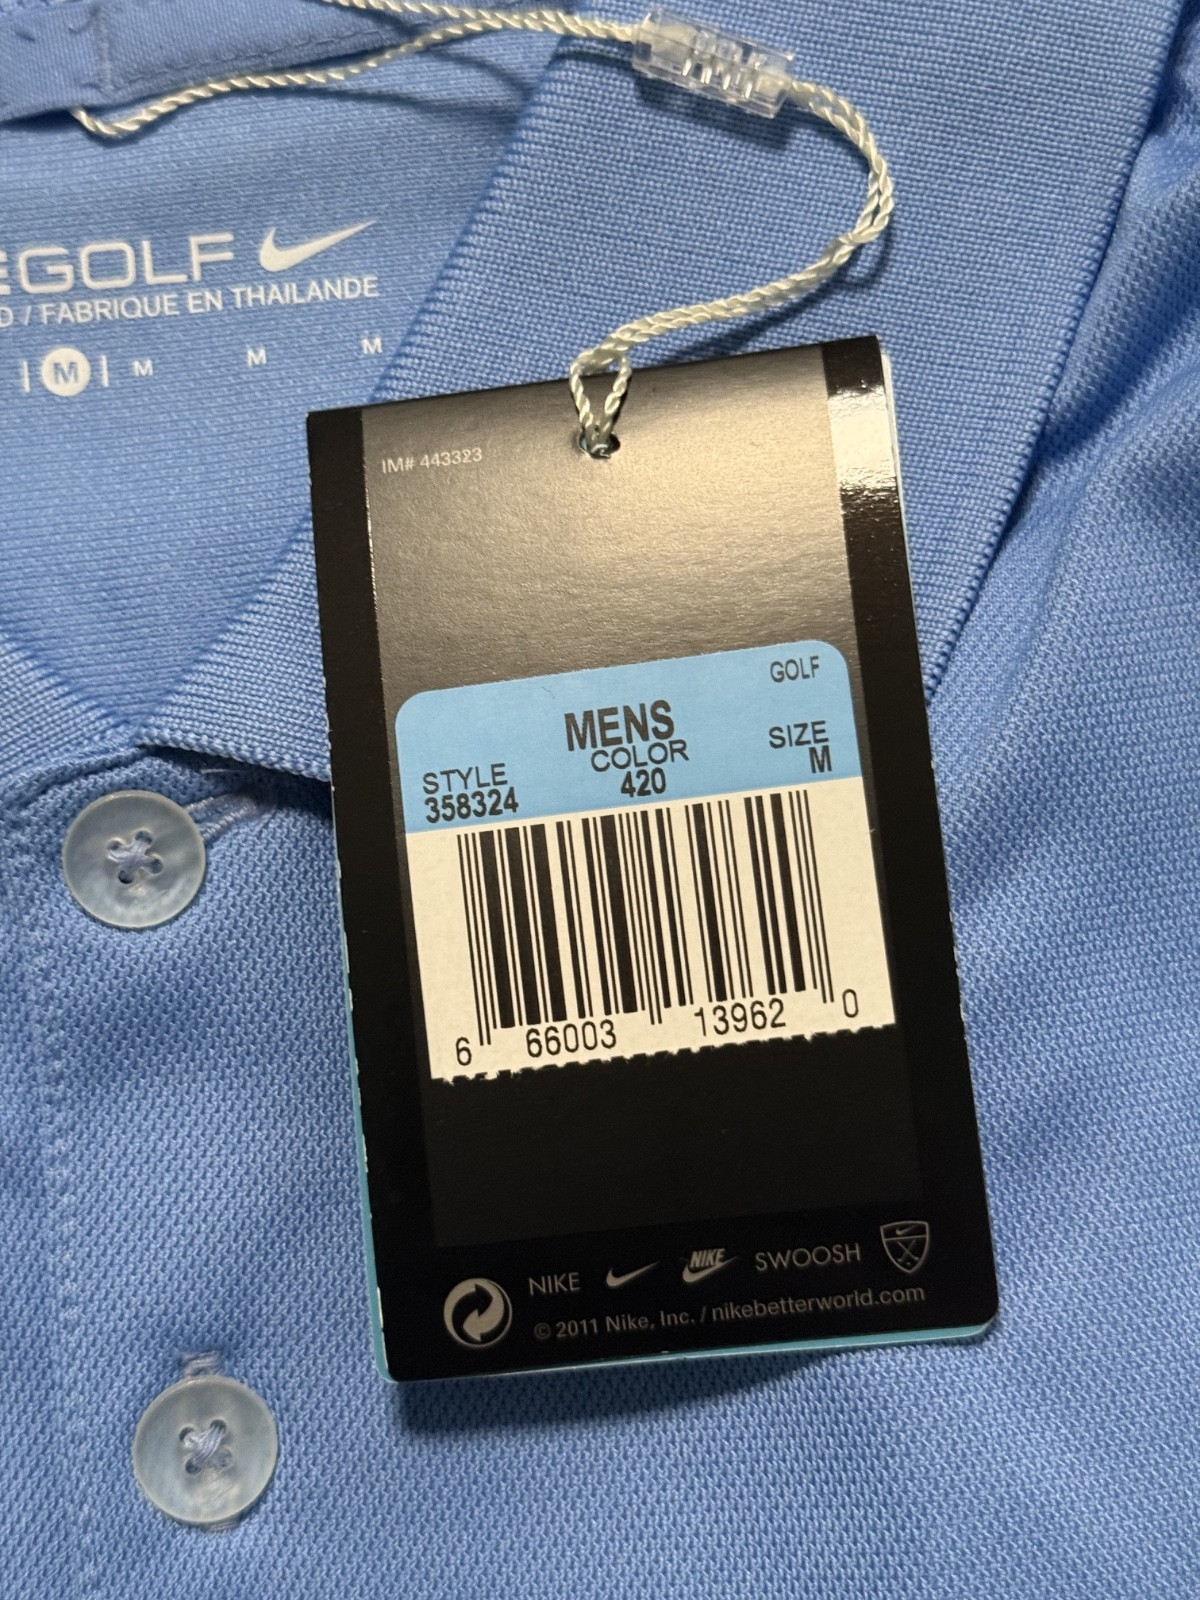 GOLF
D / FABRIQUE EN THAILANDE
| M | M M M
IM# 443323
GOLF
MENS
STYLE COLOR SIZE
358324 420 M
6 66003 13962 0
NIKE NIKE SWOOSH
© 2011 Nike, Inc. / nikebetterworld.com